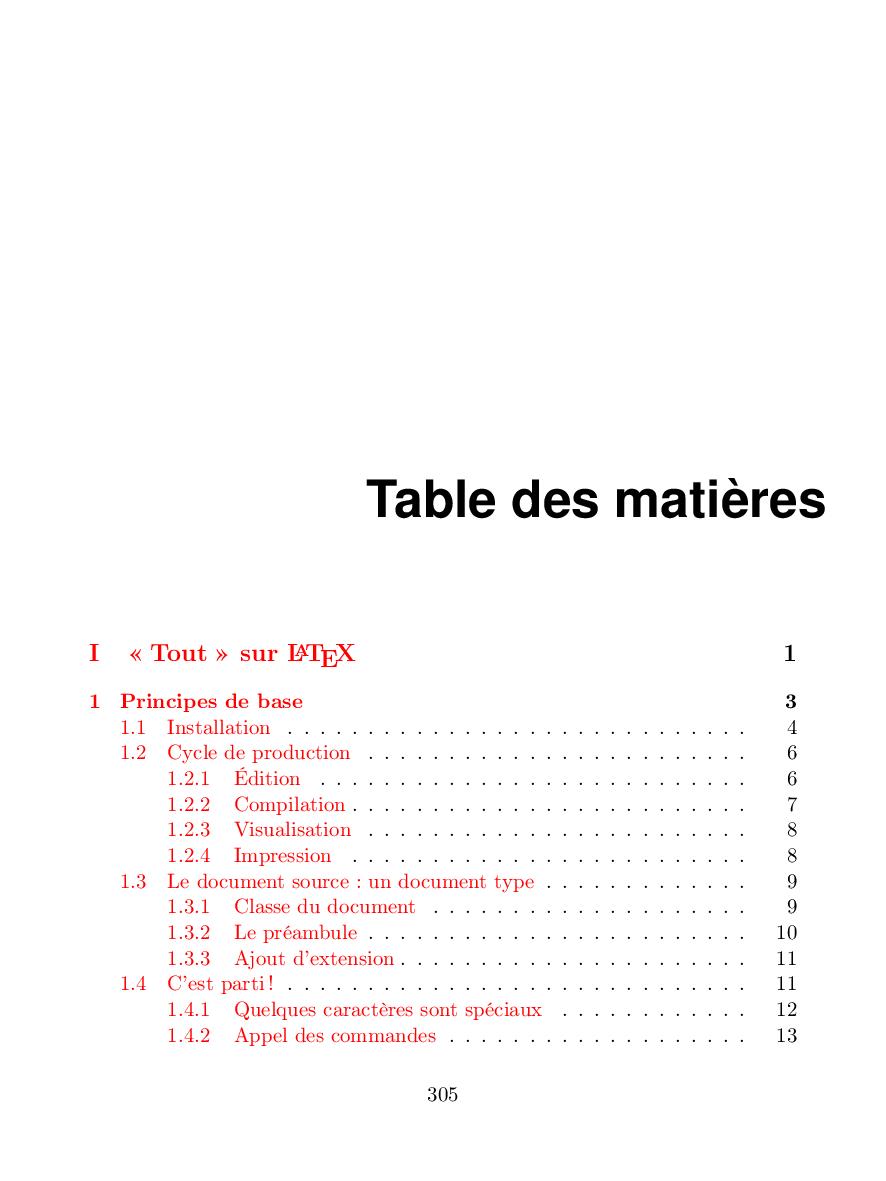 Table des matières
I « Tout » sur LATEX 1
1 Principes de base 3
1.1 Installation . . . . . . . . . . . . . . . . . . . . . . . . . . . . . 4
1.2 Cycle de production . . . . . . . . . . . . . . . . . . . . . . . . 6
1.2.1 Édition . . . . . . . . . . . . . . . . . . . . . . . . . . . 6
1.2.2 Compilation . . . . . . . . . . . . . . . . . . . . . . . . . 7
1.2.3 Visualisation . . . . . . . . . . . . . . . . . . . . . . . . 8
1.2.4 Impression . . . . . . . . . . . . . . . . . . . . . . . . . 8
1.3 Le document source : un document type . . . . . . . . . . . . . 9
1.3.1 Classe du document . . . . . . . . . . . . . . . . . . . . 9
1.3.2 Le préambule . . . . . . . . . . . . . . . . . . . . . . . . 10
1.3.3 Ajout d'extension . . . . . . . . . . . . . . . . . . . . . . 11
1.4 C'est parti ! . . . . . . . . . . . . . . . . . . . . . . . . . . . . . 11
1.4.1 Quelques caractères sont spéciaux . . . . . . . . . . . . 12
1.4.2 Appel des commandes . . . . . . . . . . . . . . . . . . . 13
305